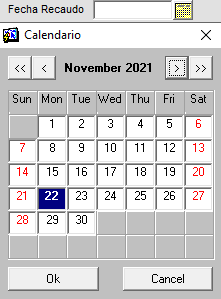 Fecha Recaudo
Calendario
<< < November 2021 > >>
Sun Mon Tue Wed Thu Fri Sat
1 2 3 4 5 6
7 8 9 10 11 12 13
14 15 16 17 18 19 20
21 22 23 24 25 26 27
28 29 30
Ok Cancel